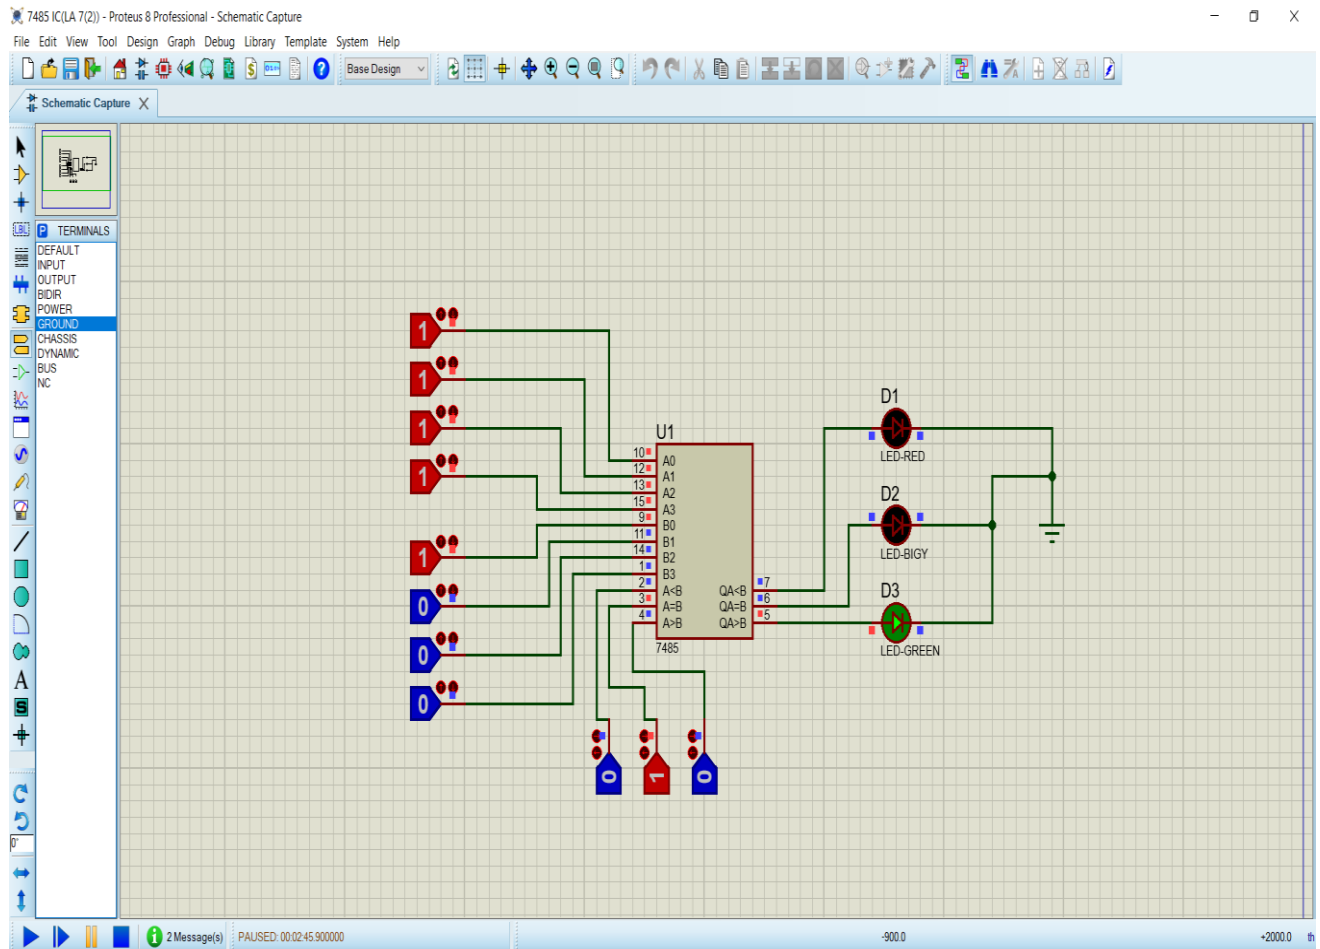 7485 IC(LA 7(2)) - Proteus 8 Professional - Schematic Capture
File Edit View Tool Design Graph Debug Library Template System Help
Base Design
Schematic Capture
LBL
P TERMINALS
DEFAULT
INPUT
OUTPUT
BIDIR
POWER
GROUND
CHASSIS
DYNAMIC
BUS
NC
A
S
0°
1
1
1
1
1
0
0
0
U1
10 A0
12 A1
13 A2
15 A3
9 B0
11 B1
14 B2
1 B3
2 A<B QA<B 7
3 A=B QA=B 6
4 A>B QA>B 5
7485
0 1 0
D1
LED-RED
D2
LED-BIGY
D3
LED-GREEN
2 Message(s) PAUSED: 00:02:45.900000 -900.0 +2000.0 th